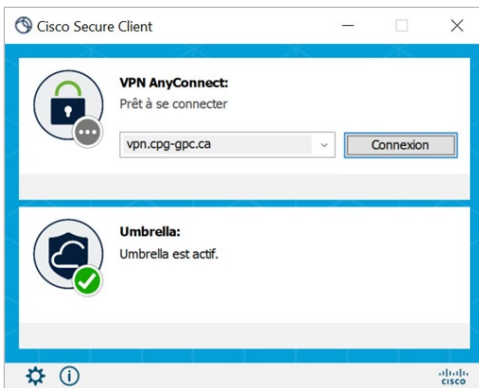 Cisco Secure Client
VPN AnyConnect:
Prêt à se connecter
vpn.cpg-gpc.ca
Connexion
Umbrella:
Umbrella est actif.
cisco